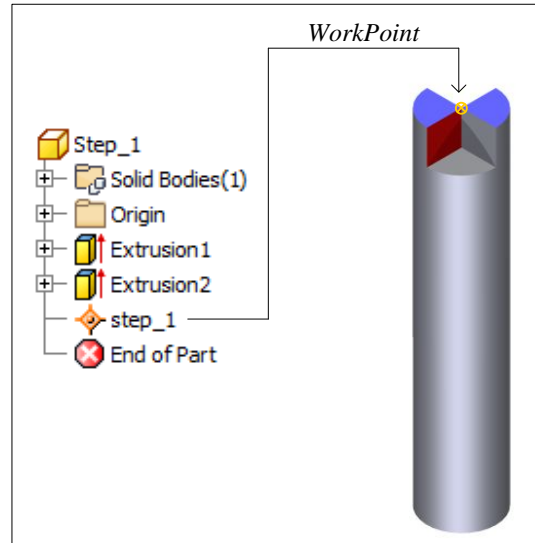 WorkPoint
Step_1
Solid Bodies(1)
Origin
Extrusion1
Extrusion2
step_1
End of Part